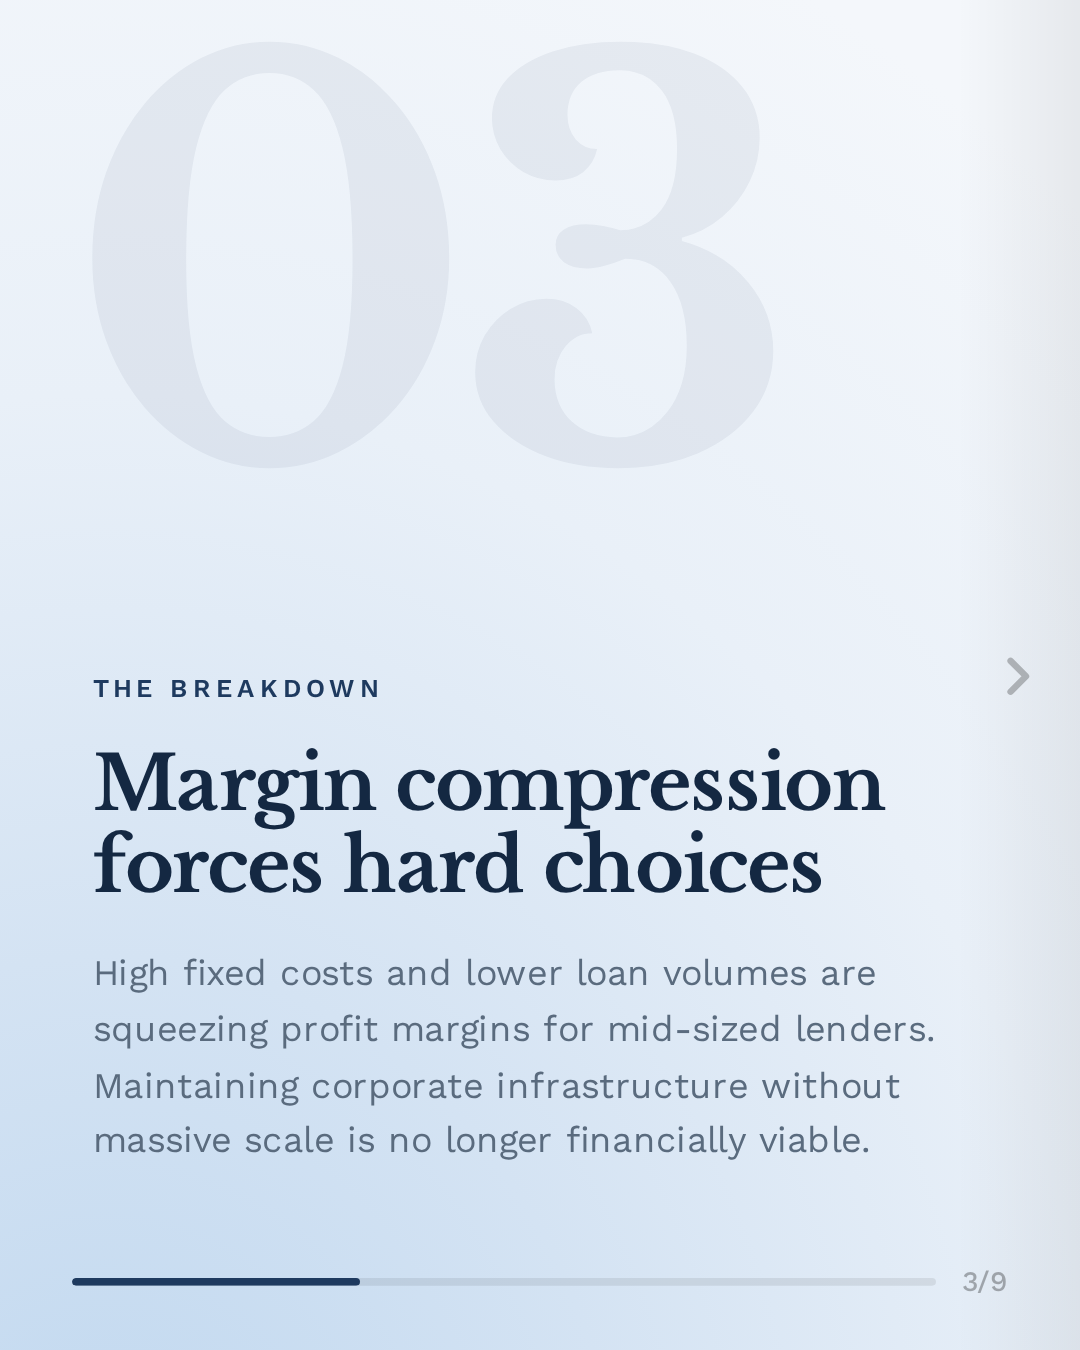 03
THE BREAKDOWN
Margin compression
forces hard choices
High fixed costs and lower loan volumes are
squeezing profit margins for mid-sized lenders.
Maintaining corporate infrastructure without
massive scale is no longer financially viable.
3/9